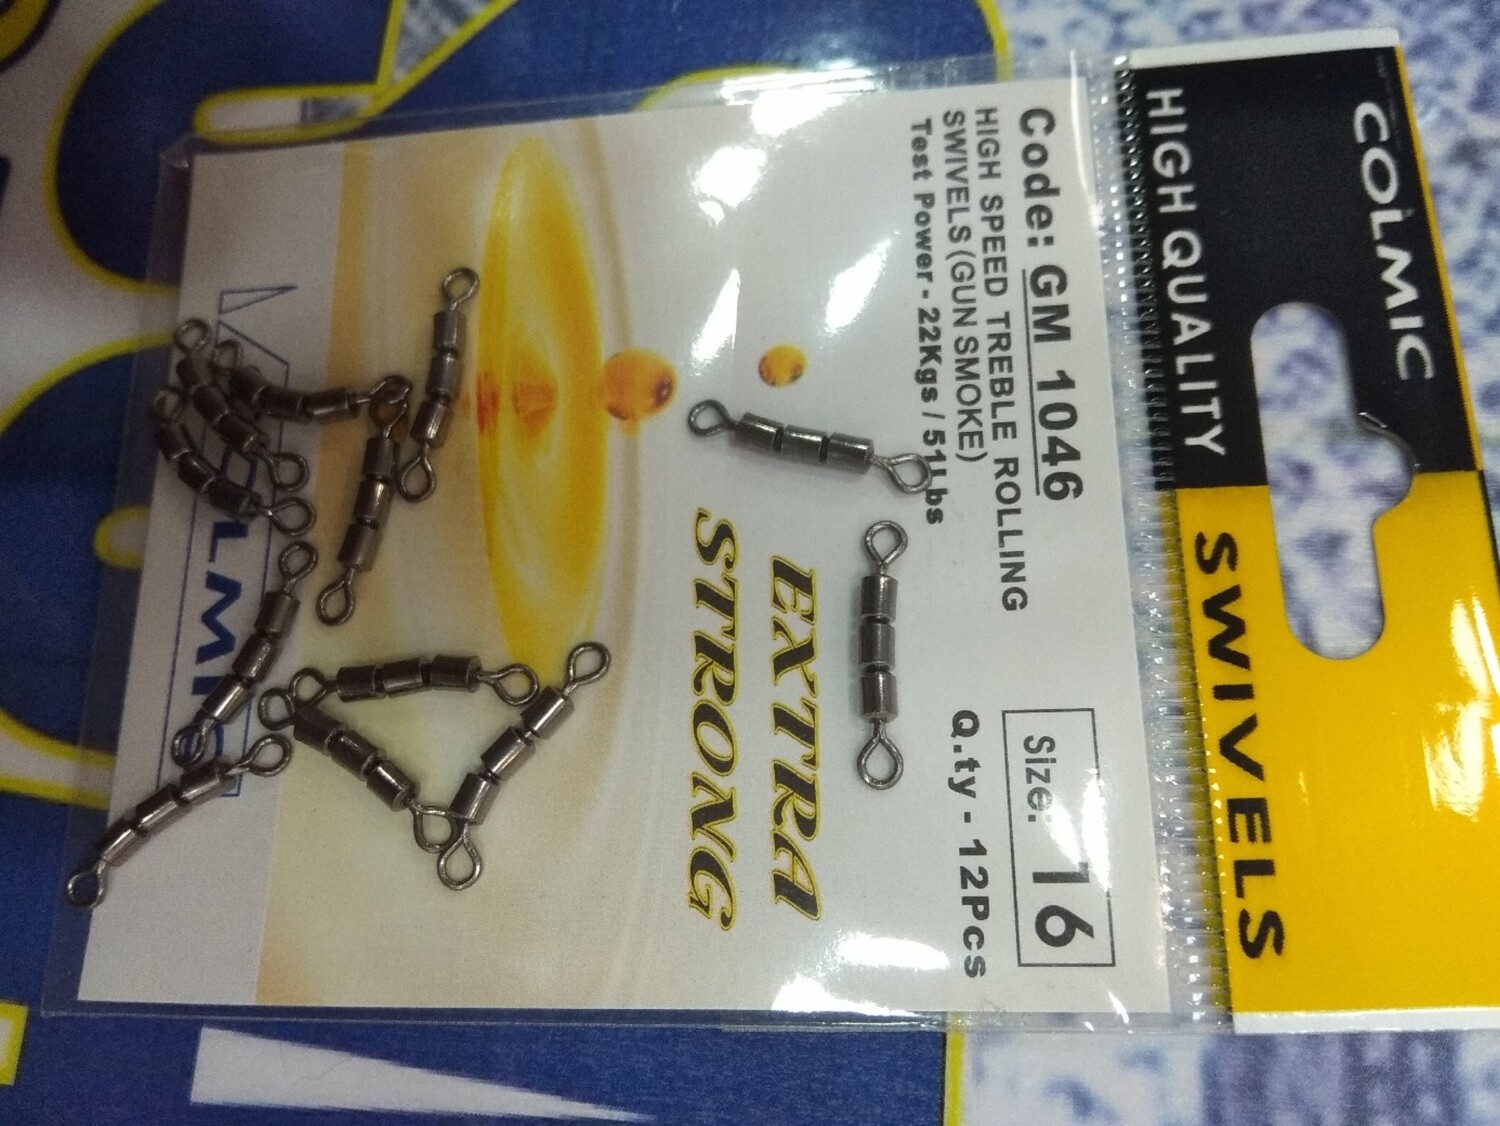 COLMIC
HIGH QUALITY
SWIVELS
Code: GM 1046
HIGH SPEED TREBLE ROLLING
SWIVELS (GUN SMOKE)
Test Power - 22Kgs / 51Lbs
Size: 16
Q.ty - 12Pcs
EXTRA
STRONG